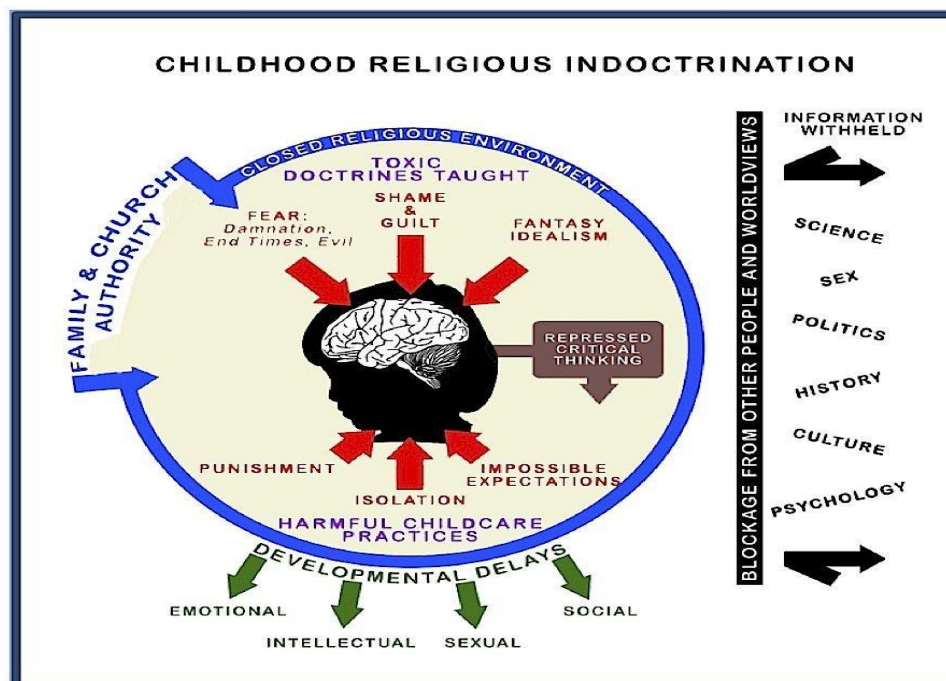 CHILDHOOD RELIGIOUS INDOCTRINATION
FAMILY & CHURCH
AUTHORITY
CLOSED RELIGIOUS ENVIRONMENT
TOXIC
DOCTRINES TAUGHT
FEAR:
Damnation,
End Times, Evil
SHAME
&
GUILT
FANTASY
IDEALISM
REPRESSED
CRITICAL
THINKING
PUNISHMENT
ISOLATION
IMPOSSIBLE
EXPECTATIONS
HARMFUL CHILDCARE
PRACTICES
DEVELOPMENTAL DELAYS
EMOTIONAL
INTELLECTUAL
SEXUAL
SOCIAL
BLOCKAGE FROM OTHER PEOPLE AND WORLDVIEWS
INFORMATION
WITHHELD
SCIENCE
SEX
POLITICS
HISTORY
CULTURE
PSYCHOLOGY